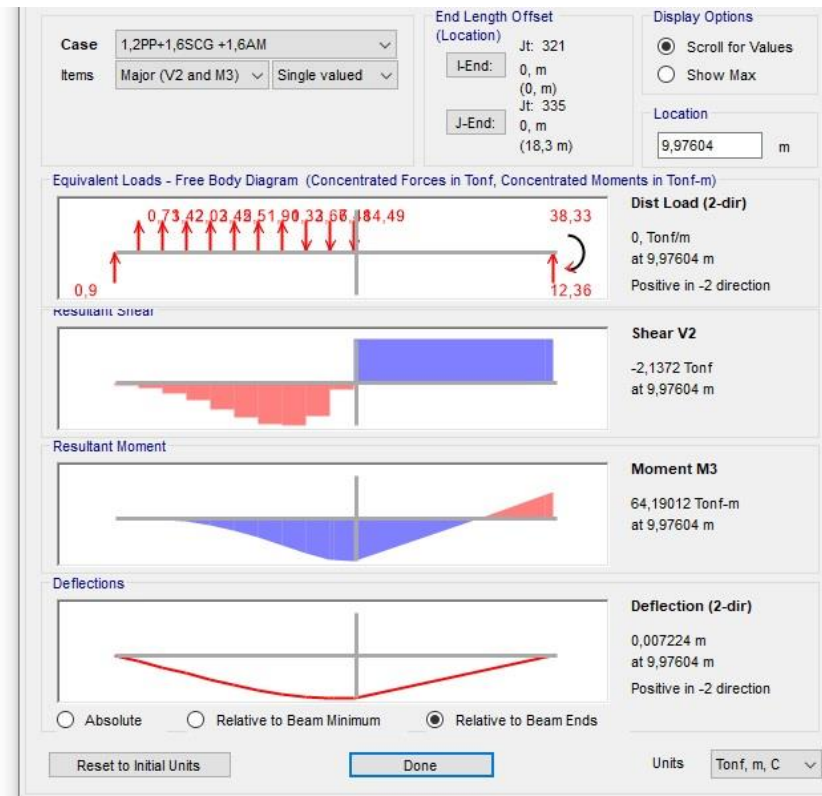 Case 1,2PP+1,6SCG +1,6AM
Items Major (V2 and M3) Single valued
End Length Offset
(Location)
Jt: 321
I-End: 0, m
(0, m)
Jt: 335
J-End: 0, m
(18,3 m)
Display Options
Scroll for Values
Show Max
Location
9,97604 m
Equivalent Loads - Free Body Diagram (Concentrated Forces in Tonf, Concentrated Moments in Tonf-m)
38,33
0,9
12,36
Dist Load (2-dir)
0, Tonf/m
at 9,97604 m
Positive in -2 direction
Resultant Shear
Shear V2
-2,1372 Tonf
at 9,97604 m
Resultant Moment
Moment M3
64,19012 Tonf-m
at 9,97604 m
Deflections
Deflection (2-dir)
0,007224 m
at 9,97604 m
Positive in -2 direction
Absolute Relative to Beam Minimum Relative to Beam Ends
Reset to Initial Units Done Units Tonf, m, C